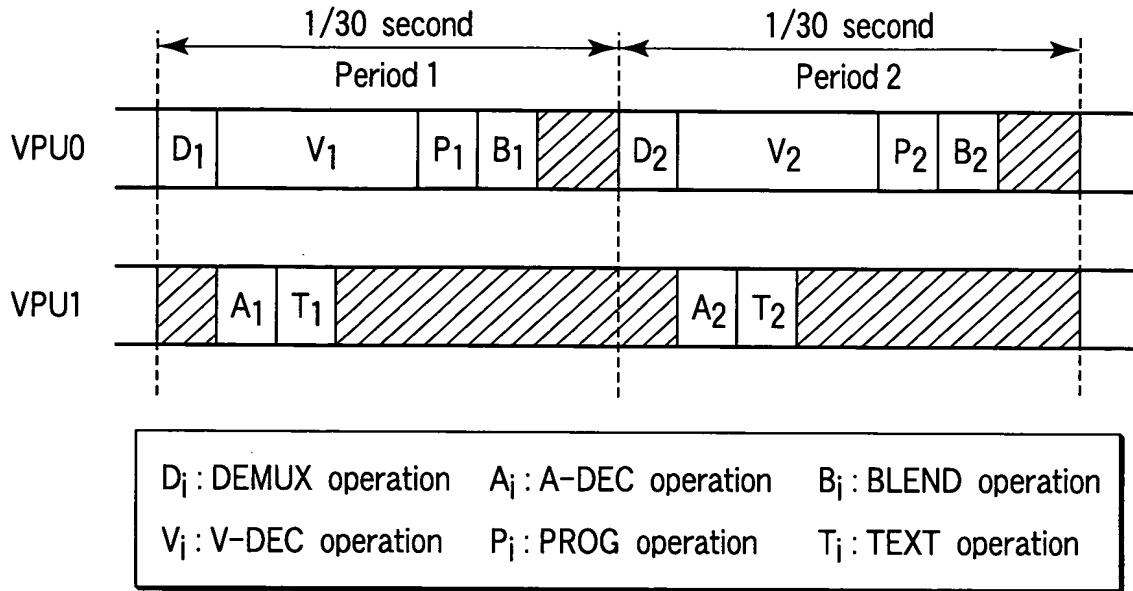 1/30 second 1/30 second
Period 1 Period 2
VPU0 D1 V1 P1 B1 D2 V2 P2 B2
VPU1 A1 T1 A2 T2
Di : DEMUX operation Ai : A-DEC operation Bi : BLEND operation
Vi : V-DEC operation Pi : PROG operation Ti : TEXT operation